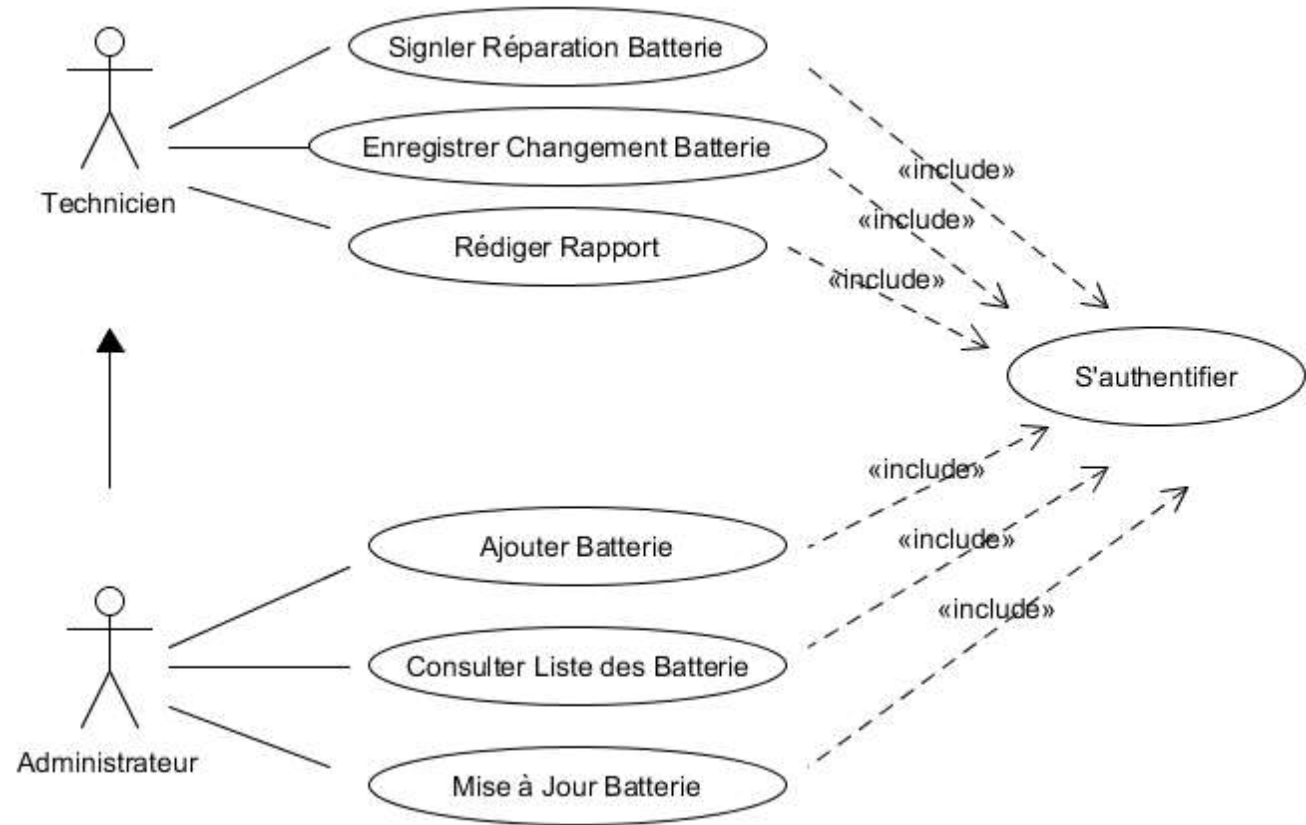 Signler Réparation Batterie
Enregistrer Changement Batterie
«include»
«include»
Technicien
Rédiger Rapport
«include»
S'authentifier
«include»
Ajouter Batterie
«include»
«include»
Consulter Liste des Batterie
Administrateur
Mise à Jour Batterie